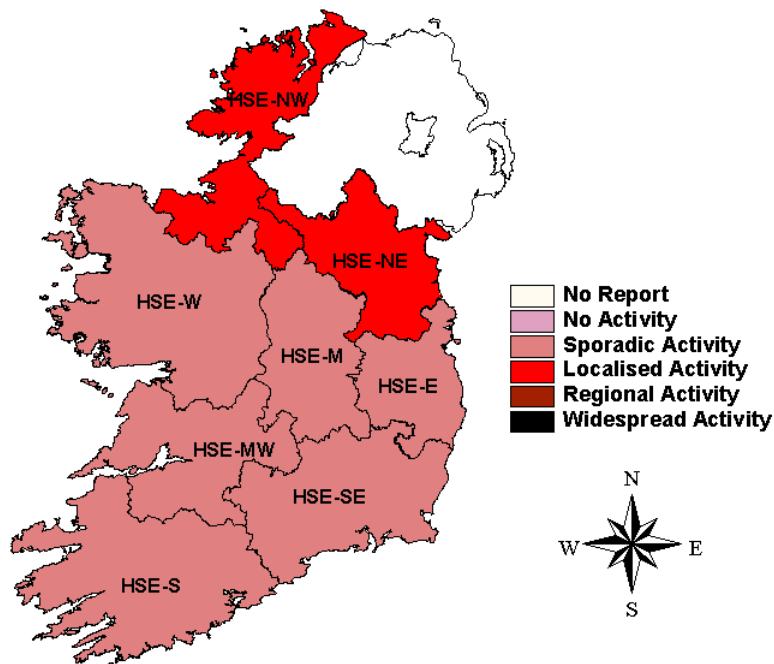 HSE-NW
HSE-NE
HSE-W
HSE-M
HSE-E
HSE-MW
HSE-SE
HSE-S
No Report
No Activity
Sporadic Activity
Localised Activity
Regional Activity
Widespread Activity
N
W E
S